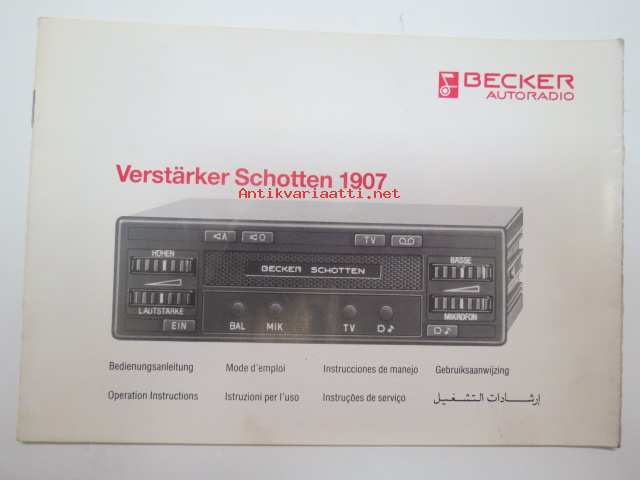 BECKER
AUTORADIO
Verstärker Schotten 1907
Antikvariaatti.net
A O TV
HÖHEN BÄSSE
BECKER SCHOTTEN
LAUTSTÄRKE MIKROFON
EIN BAL MIK TV
Bedienungsanleitung Mode d'emploi Instrucciones de manejo Gebruiksaanwijzing
Operation Instructions Istruzioni per l'uso Instruções de serviço إرشادات التشغيل